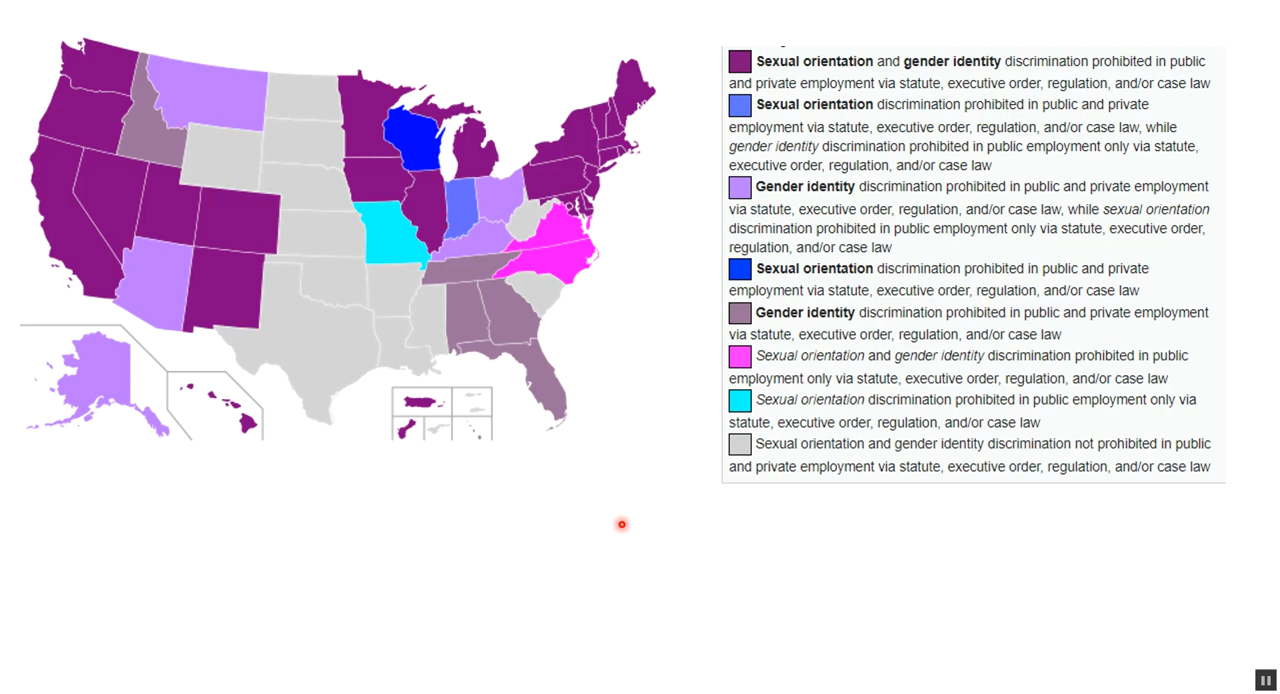 Sexual orientation and gender identity discrimination prohibited in public
and private employment via statute, executive order, regulation, and/or case law
Sexual orientation discrimination prohibited in public and private
employment via statute, executive order, regulation, and/or case law, while
gender identity discrimination prohibited in public employment only via statute,
executive order, regulation, and/or case law
Gender identity discrimination prohibited in public and private employment
via statute, executive order, regulation, and/or case law, while sexual orientation
discrimination prohibited in public employment only via statute, executive order,
regulation, and/or case law
Sexual orientation discrimination prohibited in public and private
employment via statute, executive order, regulation, and/or case law
Gender identity discrimination prohibited in public and private employment
via statute, executive order, regulation, and/or case law
Sexual orientation and gender identity discrimination prohibited in public
employment only via statute, executive order, regulation, and/or case law
Sexual orientation discrimination prohibited in public employment only via
statute, executive order, regulation, and/or case law
Sexual orientation and gender identity discrimination not prohibited in public
and private employment via statute, executive order, regulation, and/or case law